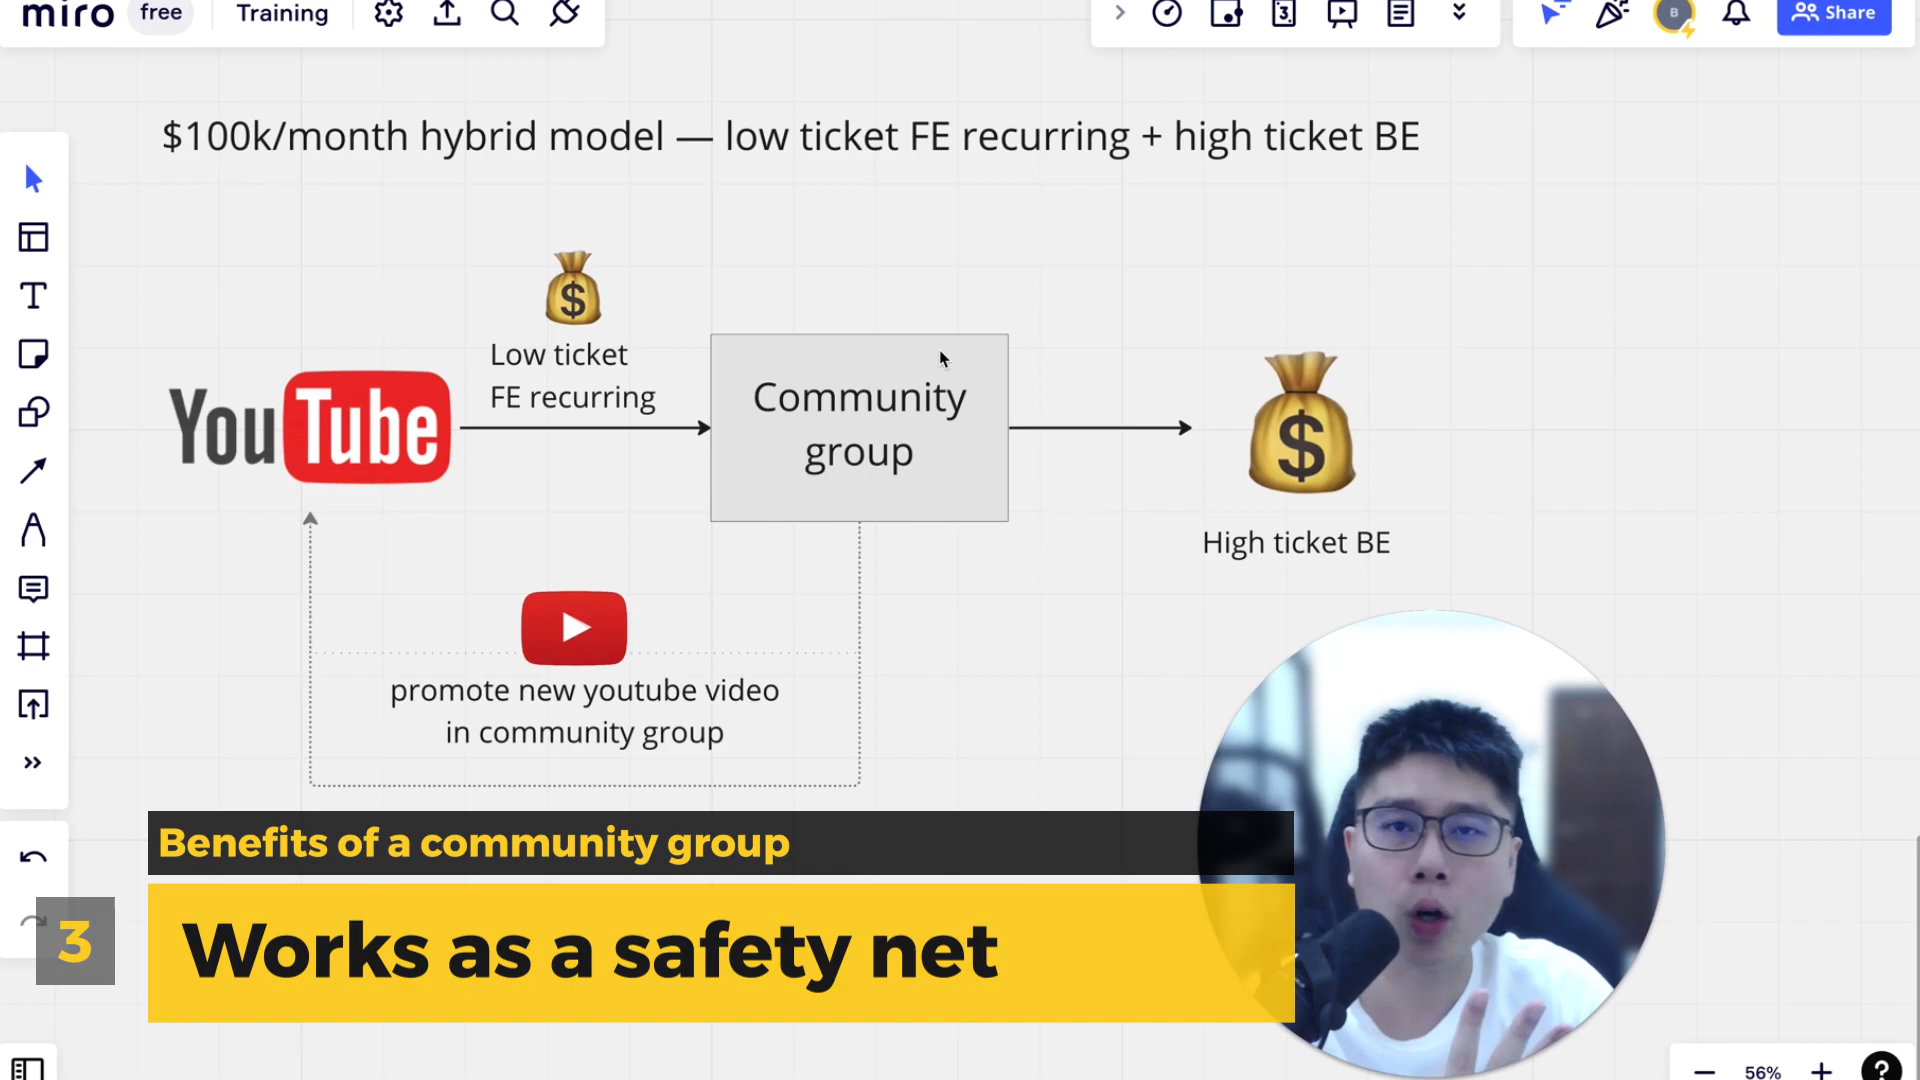 miro free Training
3
B
Share
$100k/month hybrid model — low ticket FE recurring + high ticket BE
$
Low ticket
FE recurring
YouTube
Community
group
$
High ticket BE
promote new youtube video
in community group
Benefits of a community group
3
Works as a safety net
56%
?